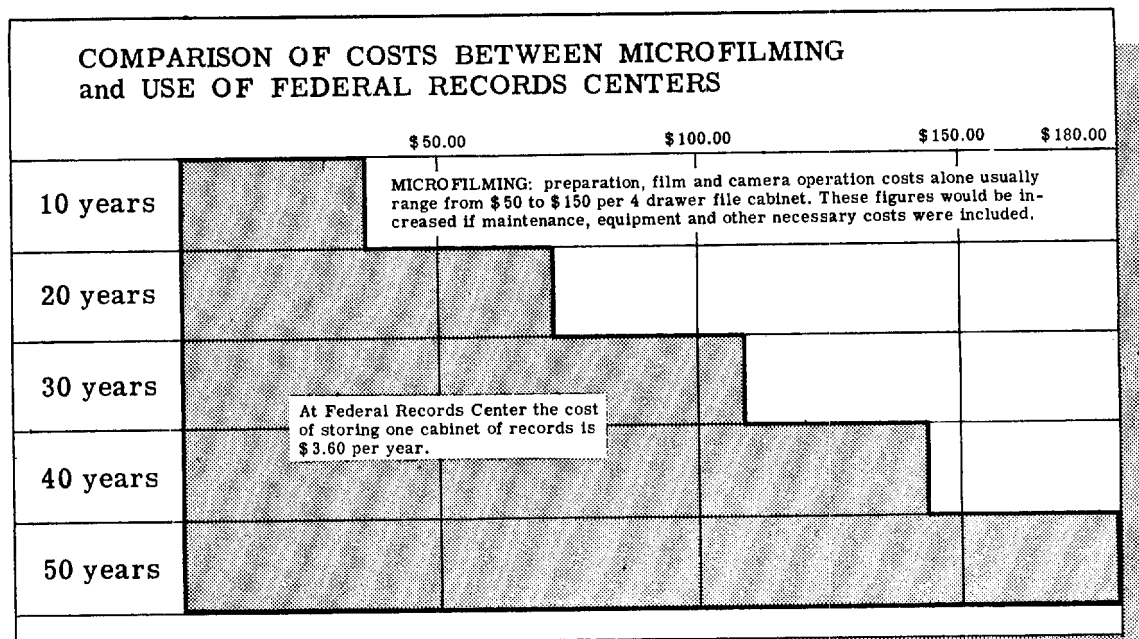 COMPARISON OF COSTS BETWEEN MICROFILMING
and USE OF FEDERAL RECORDS CENTERS
$50.00
$100.00
$150.00
$180.00
MICROFILMING: preparation, film and camera operation costs alone usually
range from $50 to $150 per 4 drawer file cabinet. These figures would be in-
creased if maintenance, equipment and other necessary costs were included.
10 years
20 years
30 years
At Federal Records Center the cost
of storing one cabinet of records is
$3.60 per year.
40 years
50 years